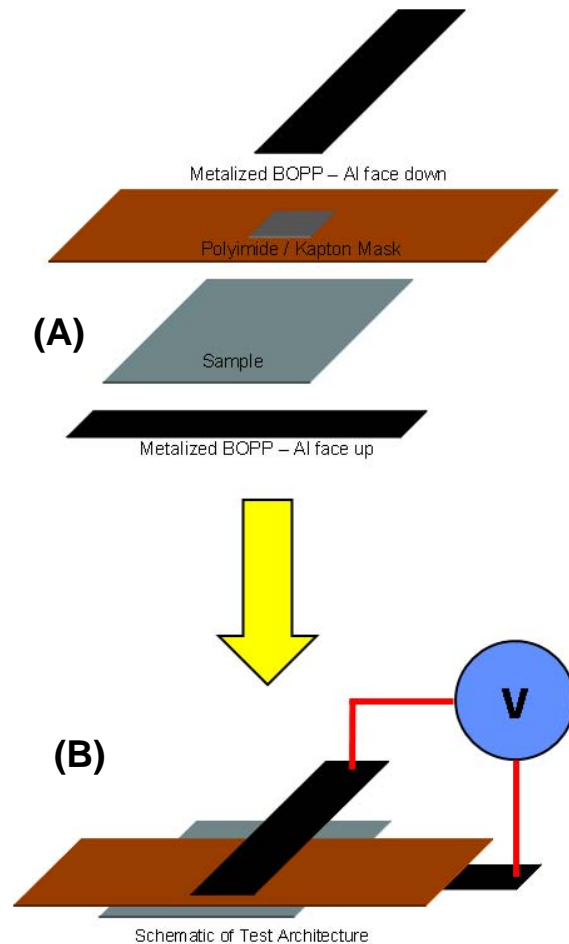 Metalized BOPP – Al face down
Polyimide / Kapton Mask
(A)
Sample
Metalized BOPP – Al face up
V
(B)
Schematic of Test Architecture